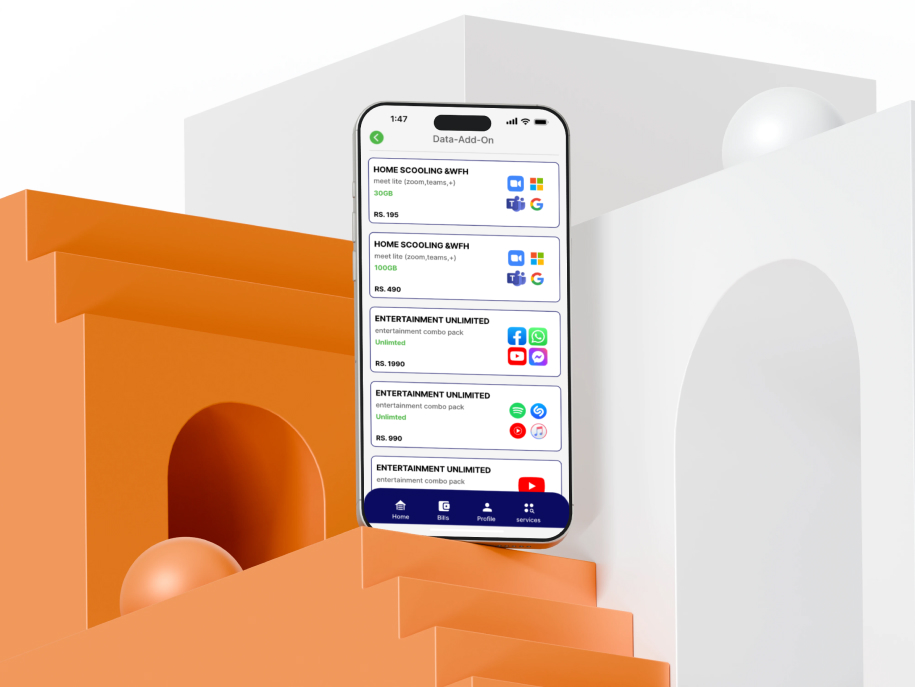 1:47
Data-Add-On
HOME SCOOLING &WFH
meet lite (zoom,teams,+)
30GB
RS. 195
HOME SCOOLING &WFH
meet lite (zoom,teams,+)
100GB
RS. 490
ENTERTAINMENT UNLIMITED
entertainment combo pack
Unlimted
RS. 1990
ENTERTAINMENT UNLIMITED
entertainment combo pack
Unlimted
RS. 990
ENTERTAINMENT UNLIMITED
entertainment combo pack
Home Bills Profile services